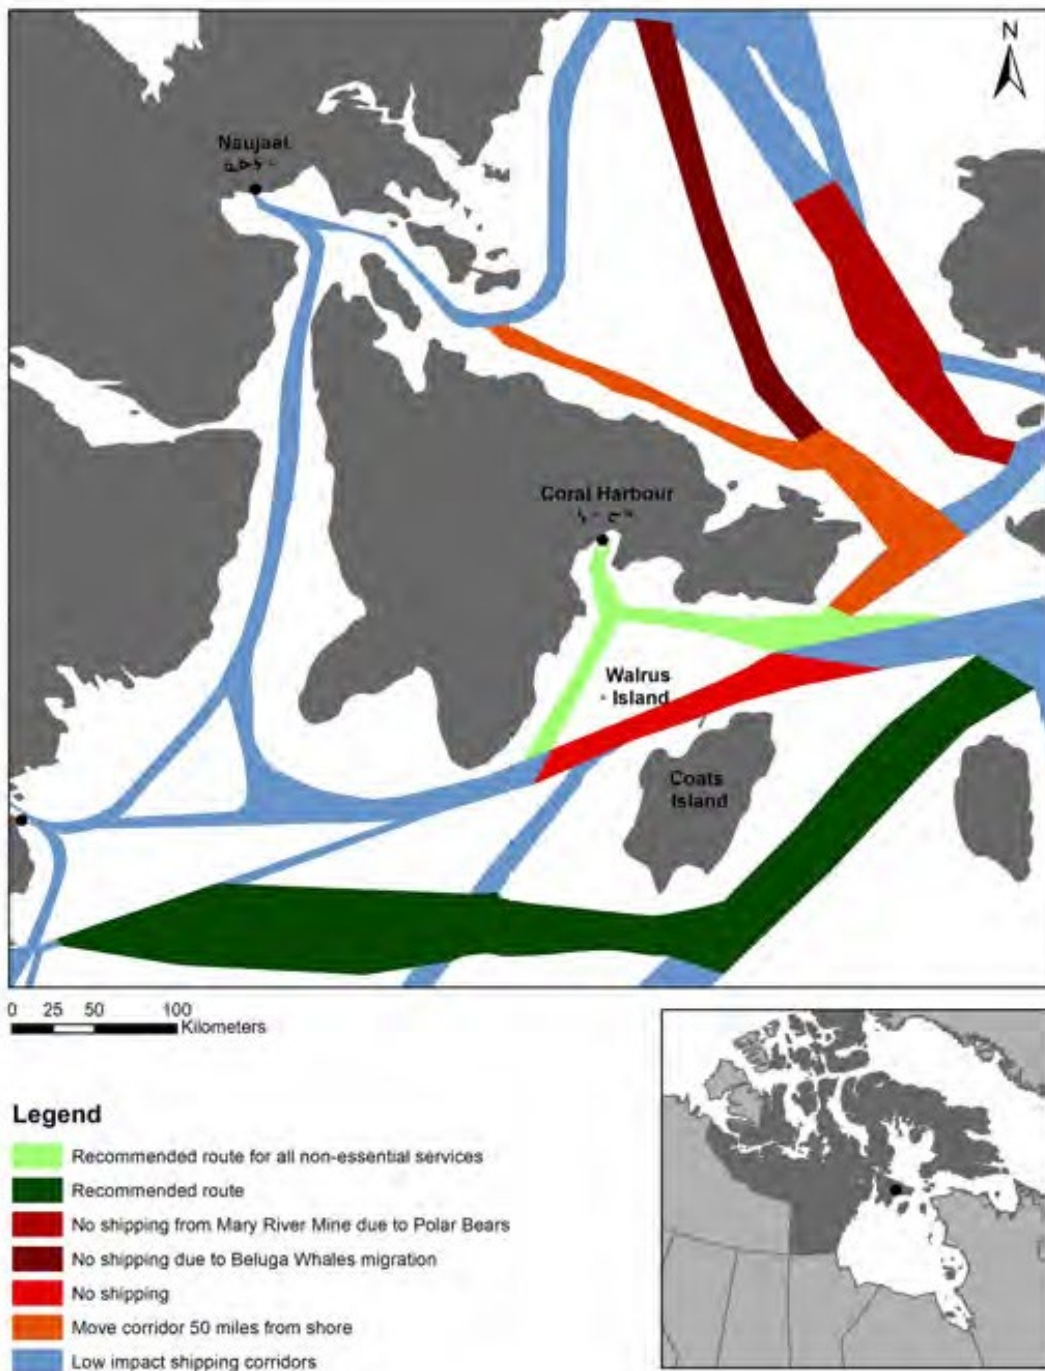 N
Naujaat
Coral Harbour
Walrus
Island
Coats
Island
0 25 50 100
Kilometers
Legend
Recommended route for all non-essential services
Recommended route
No shipping from Mary River Mine due to Polar Bears
No shipping due to Beluga Whales migration
No shipping
Move corridor 50 miles from shore
Low impact shipping corridors